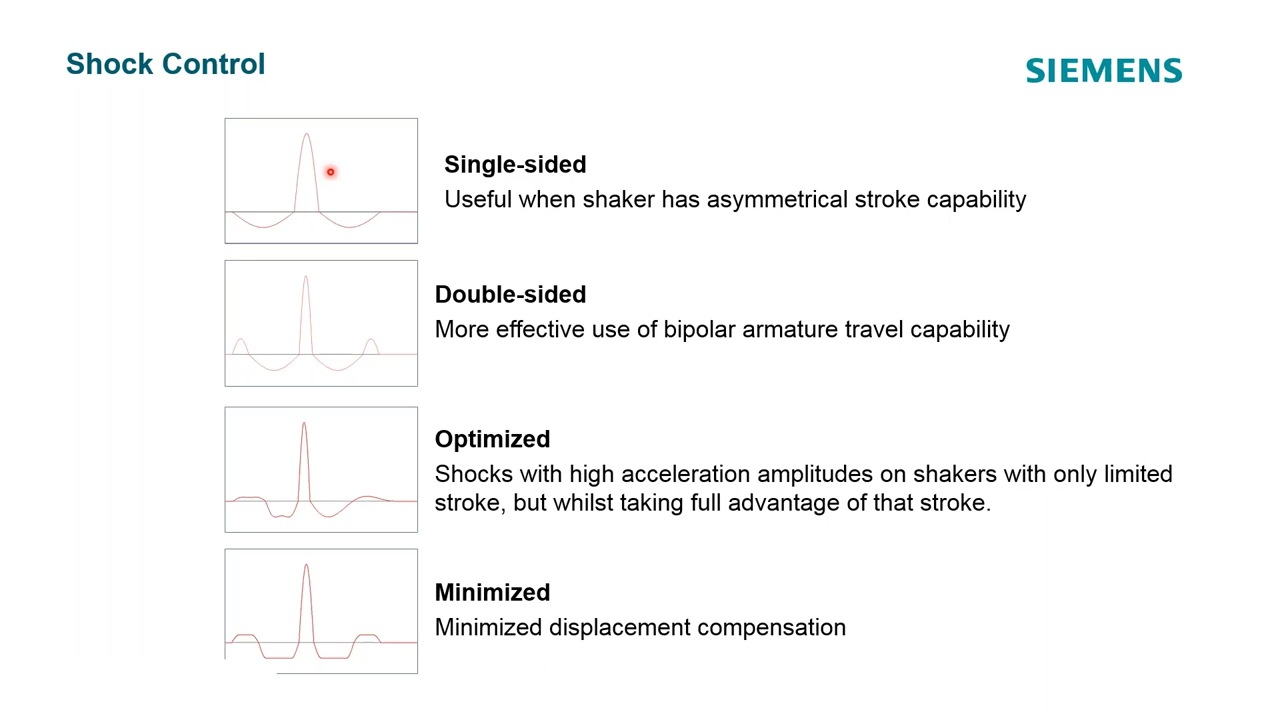 Shock Control
SIEMENS
Single-sided
Useful when shaker has asymmetrical stroke capability
Double-sided
More effective use of bipolar armature travel capability
Optimized
Shocks with high acceleration amplitudes on shakers with only limited
stroke, but whilst taking full advantage of that stroke.
Minimized
Minimized displacement compensation